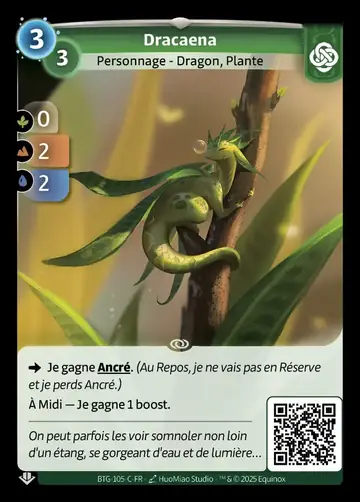 3
Dracaena
3
Personnage - Dragon, Plante
0
2
2
Je gagne Ancré. (Au Repos, je ne vais pas en Réserve
et je perds Ancré.)
À Midi — Je gagne 1 boost.
On peut parfois les voir somnoler non loin
d'un étang, se gorgeant d'eau et de lumière...
BTG-105-C-FR - HuoMiao Studio - ™ & © 2025 Equinox